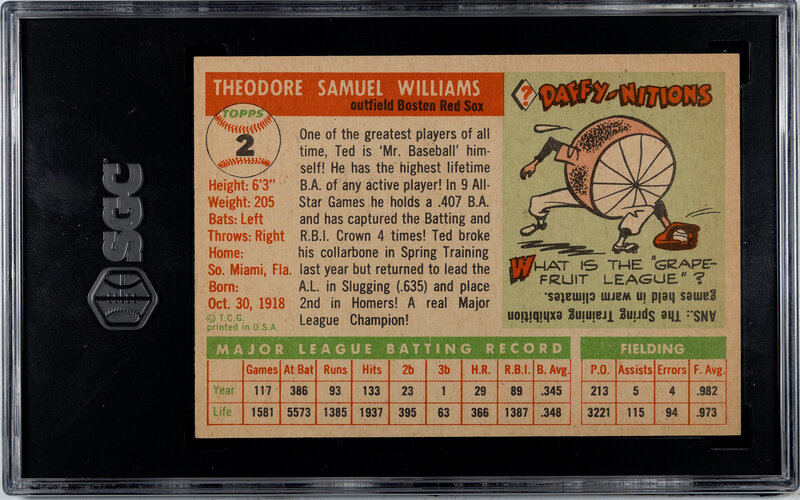 SGC
THEODORE SAMUEL WILLIAMS
outfield Bosten Red Sox
TOPPS
2
Height: 6'3"
Weight: 205
Bats: Left
Throws: Right
Home:
So. Miami, Fla.
Born:
Oct. 30, 1918
© T.C.G.
printed in U.S.A.
One of the greatest players of all
time, Ted is 'Mr. Baseball' him-
self! He has the highest lifetime
B.A. of any active player! In 9 All-
Star Games he holds a .407 B.A.
and has captured the Batting and
R.B.I. Crown 4 times! Ted broke
his collarbone in Spring Training
last year but returned to lead the
A.L. in Slugging (.635) and place
2nd in Homers! A real Major
League Champion!
?
DAFFY-NITIONS
WHAT IS THE "GRAPE-
FRUIT LEAGUE"?
ANS.: The Spring Training exhibition
games held in warm climates.
MAJOR LEAGUE BATTING RECORD
FIELDING
Games At Bat Runs Hits 2b 3b H.R. R.B.I. B. Avg. P.O. Assists Errors F. Avg.
Year 117 386 93 133 23 1 29 89 .345 213 5 4 .982
Life 1581 5573 1385 1937 395 63 366 1387 .348 3221 115 94 .973